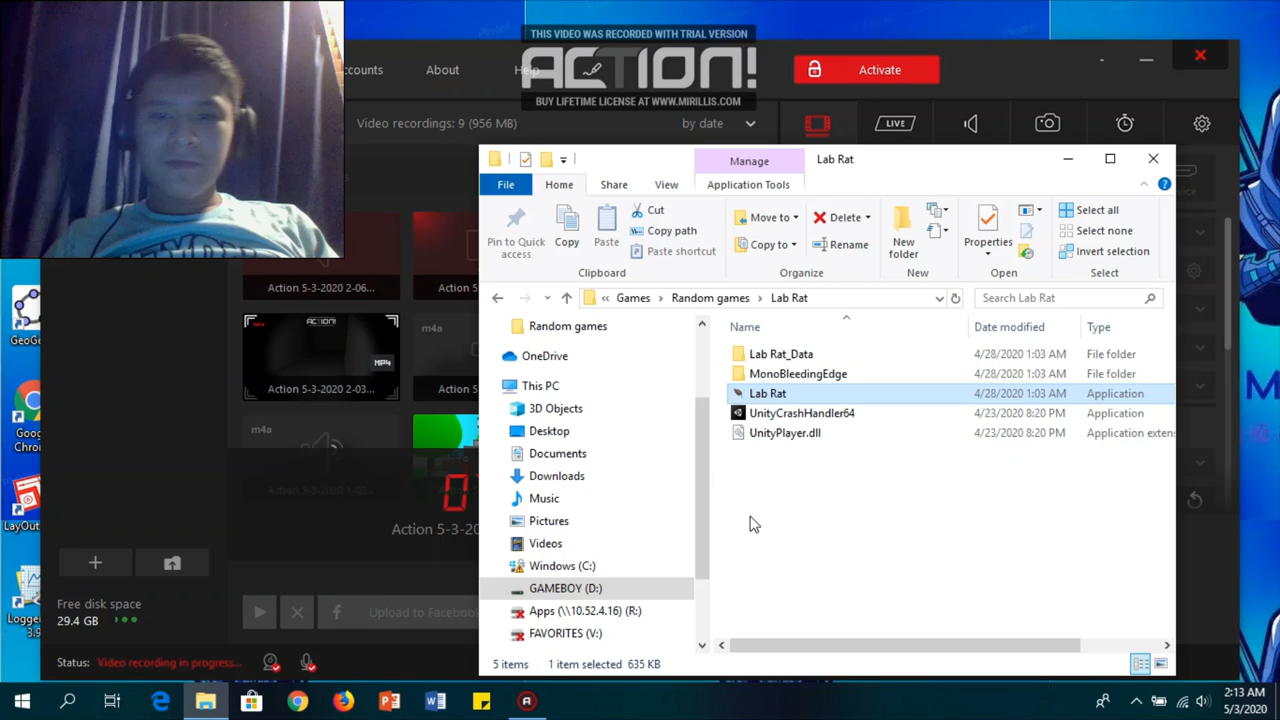 THIS VIDEO WAS RECORDED WITH TRIAL VERSION
ACTION!
BUY LIFETIME LICENSE AT WWW.MIRILLIS.COM
About
Help
Activate
Video recordings: 9 (956 MB)
by date
LIVE
Manage
Lab Rat
File
Home
Share
View
Application Tools
Pin to Quick access
Copy
Paste
Cut
Copy path
Paste shortcut
Move to
Copy to
Delete
Rename
New folder
Properties
Select all
Select none
Invert selection
Clipboard
Organize
New
Open
Select
« Games > Random games > Lab Rat
Search Lab Rat
Random games
OneDrive
This PC
3D Objects
Desktop
Documents
Downloads
Music
Pictures
Videos
Windows (C:)
GAMEBOY (D:)
Apps (\\10.52.4.16) (R:)
FAVORITES (V:)
Name
Date modified
Type
Lab Rat_Data 4/28/2020 1:03 AM File folder
MonoBleedingEdge 4/28/2020 1:03 AM File folder
Lab Rat 4/28/2020 1:03 AM Application
UnityCrashHandler64 4/23/2020 8:20 PM Application
UnityPlayer.dll 4/23/2020 8:20 PM Application exten
5 items
1 item selected 635 KB
Action 5-3-2020 2-06...
Action 5-3-2020 2-03...
MP4
m4a
m4a
Action 5-3-20
Free disk space
29.4 GB
Upload to Facebook
Status: Video recording in progress...
2:13 AM
5/3/2020